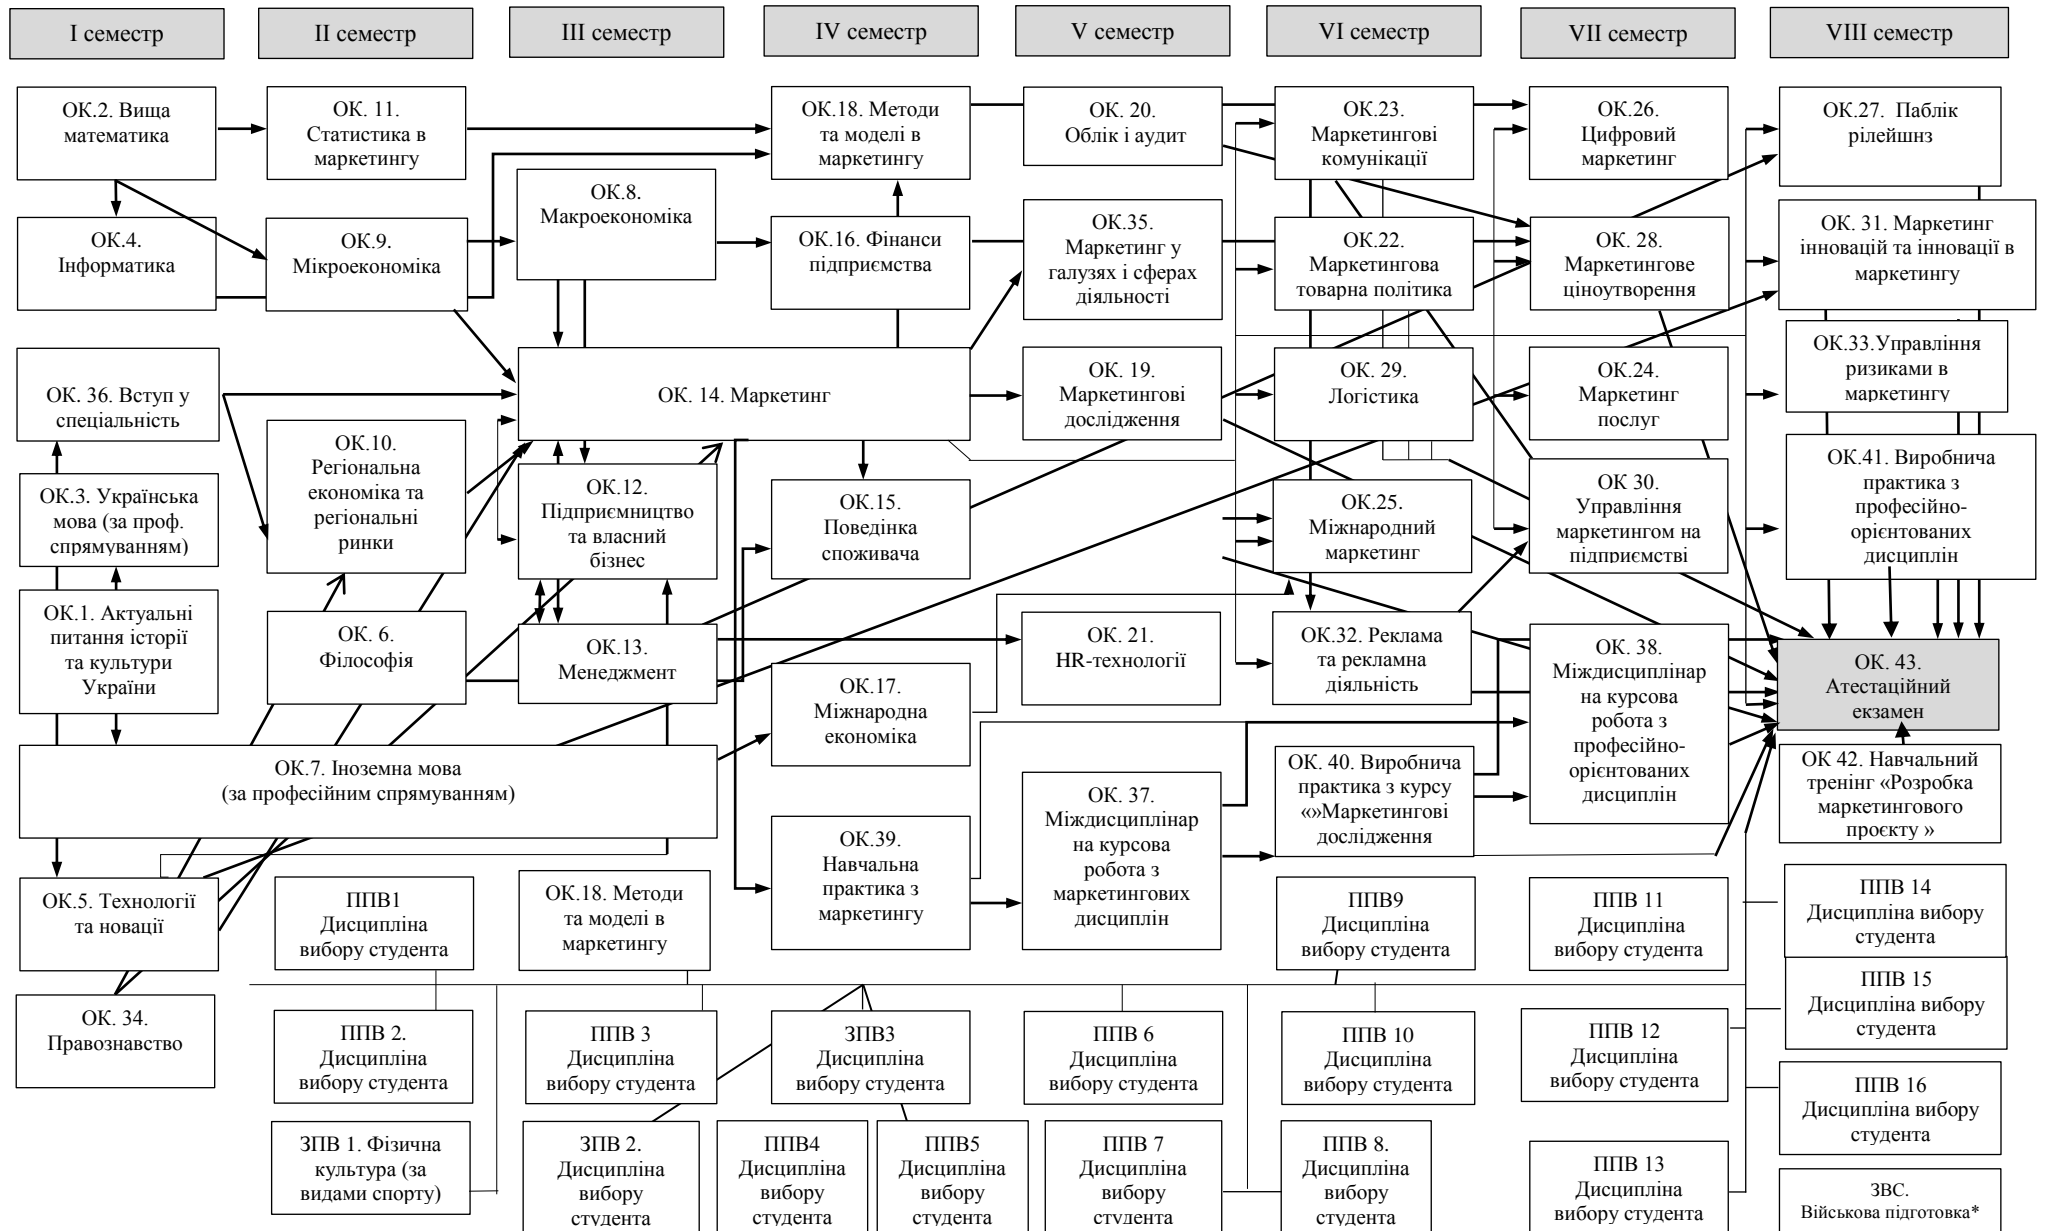 І семестр
ІІ семестр
ІІІ семестр
IV семестр
V семестр
VI семестр
VII семестр
VIII семестр
ОК.2. Вища
математика
ОК.4.
Інформатика
ОК. 36. Вступ у
спеціальність
ОК.3. Українська
мова (за проф.
спрямуванням)
ОК.1. Актуальні
питання історії
та культури
України
ОК.7. Іноземна мова
(за професійним спрямуванням)
ОК.5. Технології
та новації
ОК. 34.
Правознавство
ОК. 11.
Статистика в
маркетингу
ОК.9.
Мікроекономіка
ОК.10.
Регіональна
економіка та
регіональні
ринки
ОК. 6.
Філософія
ППВ1
Дисципліна
вибору студента
ППВ 2.
Дисципліна
вибору студента
ЗПВ 1. Фізична
культура (за
видами спорту)
ОК.8.
Макроекономіка
ОК. 14. Маркетинг
ОК.12.
Підприємництво
та власний
бізнес
ОК.13.
Менеджмент
ОК.18. Методи
та моделі в
маркетингу
ППВ 3
Дисципліна
вибору студента
ЗПВ 2.
Дисципліна
вибору
студента
ОК.18. Методи
та моделі в
маркетингу
ОК.16. Фінанси
підприємства
ОК.15.
Поведінка
споживача
ОК.17.
Міжнародна
економіка
ОК.39.
Навчальна
практика з
маркетингу
ЗПВ3
Дисципліна
вибору студента
ППВ4
Дисципліна
вибору
студента
ППВ5
Дисципліна
вибору
студента
ОК. 20.
Облік і аудит
ОК.35.
Маркетинг у
галузях і сферах
діяльності
ОК. 19.
Маркетингові
дослідження
ОК. 21.
HR-технології
ОК. 37.
Міждисциплінар
на курсова
робота з
маркетингових
дисциплін
ППВ 6
Дисципліна
вибору студента
ППВ 7
Дисципліна
вибору
студента
ОК.23.
Маркетингові
комунікації
ОК.22.
Маркетингова
товарна політика
ОК. 29.
Логістика
ОК.25.
Міжнародний
маркетинг
ОК.32. Реклама
та рекламна
діяльність
ОК. 40. Виробнича
практика з курсу
«»Маркетингові
дослідження
ППВ9
Дисципліна
вибору студента
ППВ 10
Дисципліна
вибору студента
ППВ 8.
Дисципліна
вибору
студента
ОК.26.
Цифровий
маркетинг
ОК. 28.
Маркетингове
ціноутворення
ОК.24.
Маркетинг
послуг
ОК 30.
Управління
маркетингом на
підприємстві
ОК. 38.
Міждисциплінар
на курсова
робота з
професійно-
орієнтованих
дисциплін
ППВ 11
Дисципліна
вибору студента
ППВ 12
Дисципліна
вибору студента
ППВ 13
Дисципліна
вибору студента
ОК.27. Паблік
рілейшнз
ОК. 31. Маркетинг
інновацій та інновації в
маркетингу
ОК.33.Управління
ризиками в
маркетингу
ОК.41. Виробнича
практика з
професійно-
орієнтованих
дисциплін
ОК. 43.
Атестаційний
екзамен
ОК 42. Навчальний
тренінг «Розробка
маркетингового
проєкту »
ППВ 14
Дисципліна вибору
студента
ППВ 15
Дисципліна вибору
студента
ППВ 16
Дисципліна вибору
студента
ЗВС.
Військова підготовка*